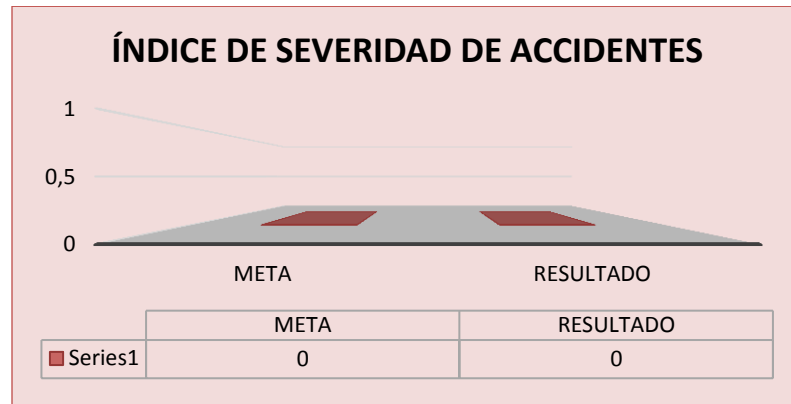 ÍNDICE DE SEVERIDAD DE ACCIDENTES
1
0,5
0
META RESULTADO
META RESULTADO
Series1 0 0